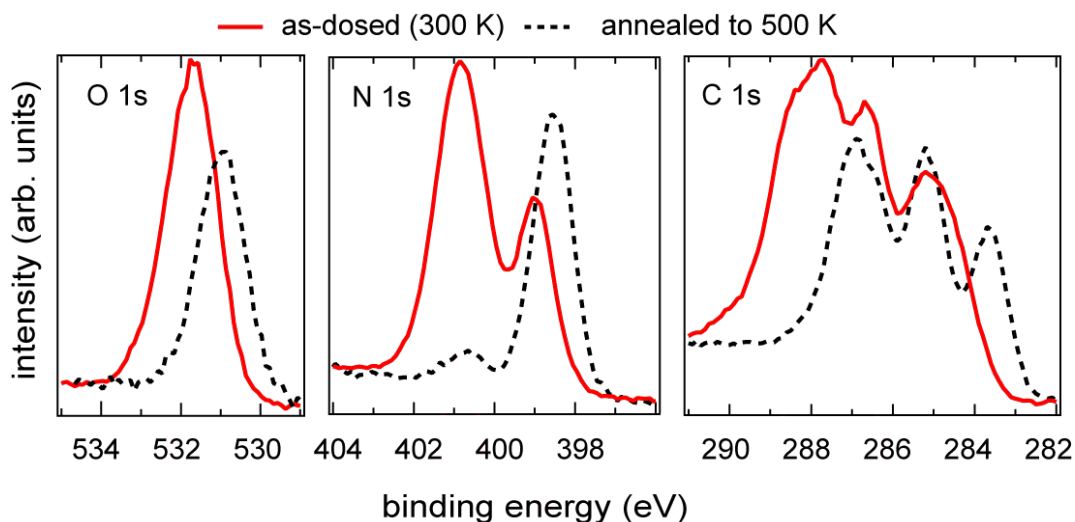 as-dosed (300 K) annealed to 500 K
O 1s N 1s C 1s
intensity (arb. units)
534 532 530 404 402 400 398 290 288 286 284 282
binding energy (eV)